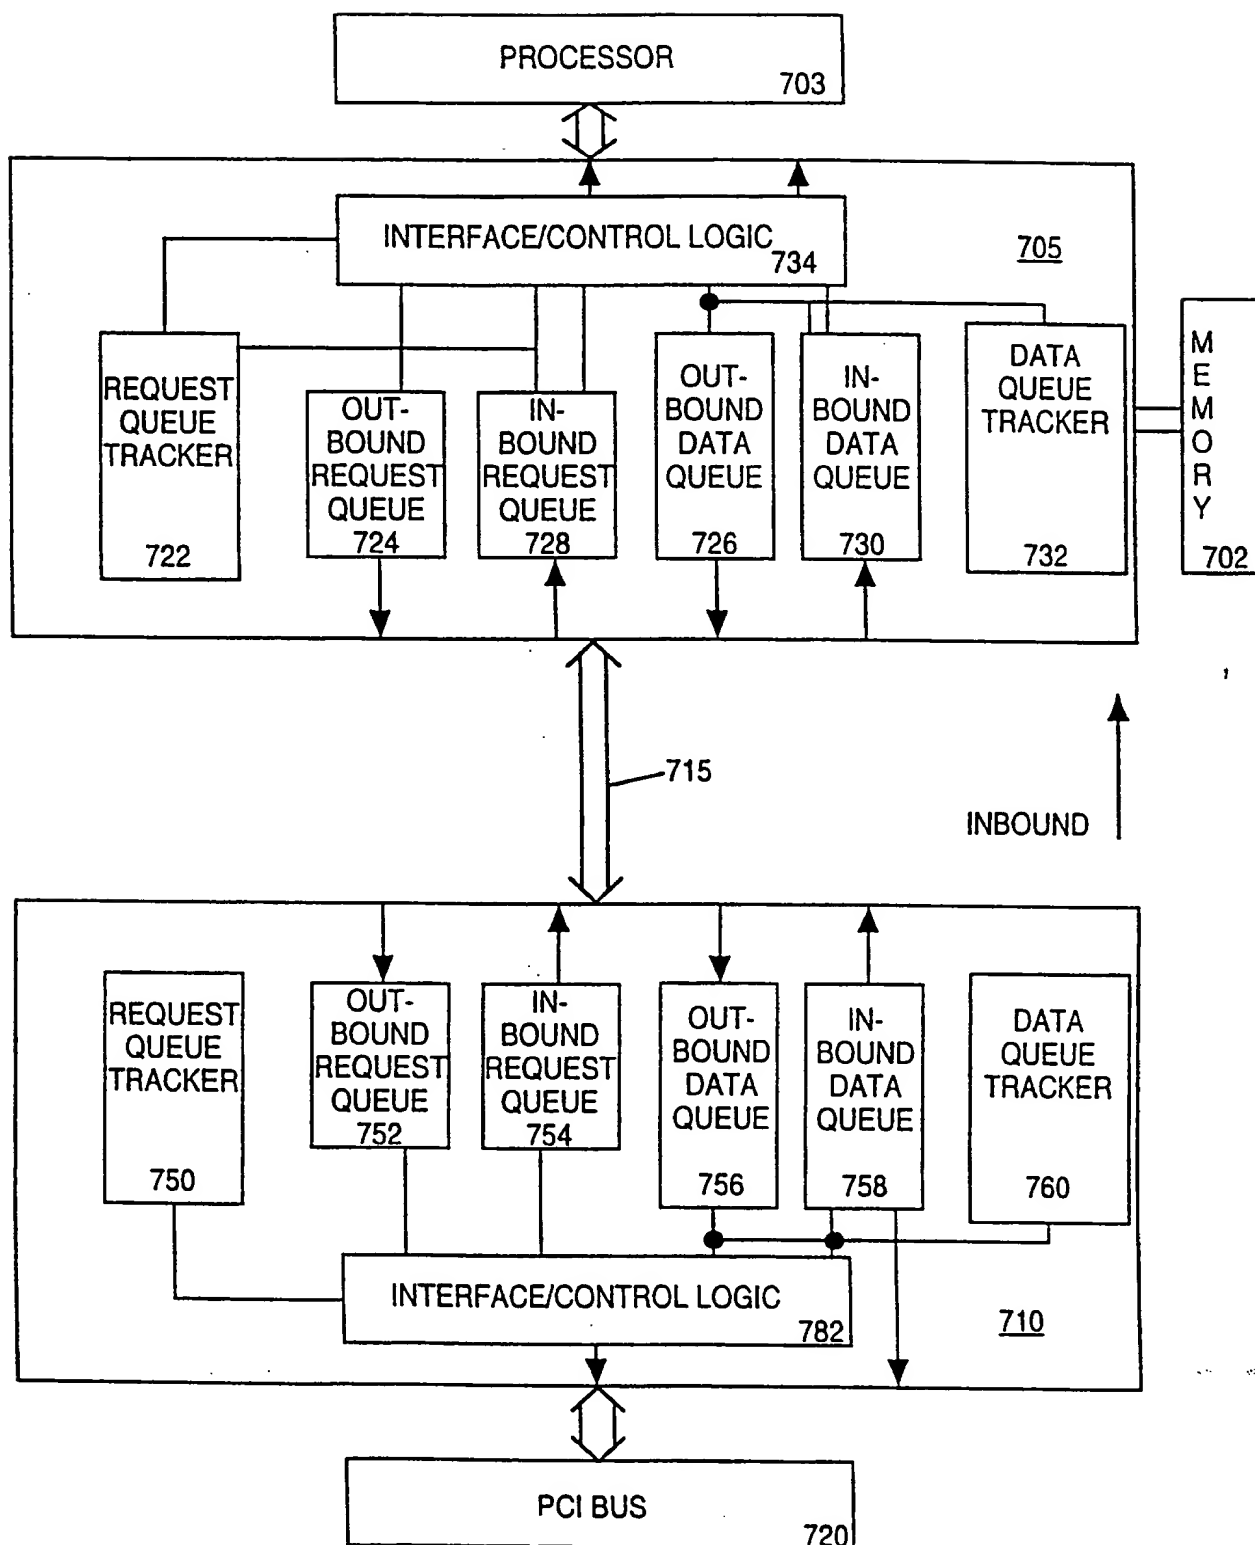 PROCESSOR
703
INTERFACE/CONTROL LOGIC
734
705
REQUEST
QUEUE
TRACKER
722
OUT-
BOUND
REQUEST
QUEUE
724
IN-
BOUND
REQUEST
QUEUE
728
OUT-
BOUND
DATA
QUEUE
726
IN-
BOUND
DATA
QUEUE
730
DATA
QUEUE
TRACKER
732
M
E
M
O
R
Y
702
715
INBOUND
REQUEST
QUEUE
TRACKER
750
OUT-
BOUND
REQUEST
QUEUE
752
IN-
BOUND
REQUEST
QUEUE
754
OUT-
BOUND
DATA
QUEUE
756
IN-
BOUND
DATA
QUEUE
758
DATA
QUEUE
TRACKER
760
INTERFACE/CONTROL LOGIC
782
710
PCI BUS
720